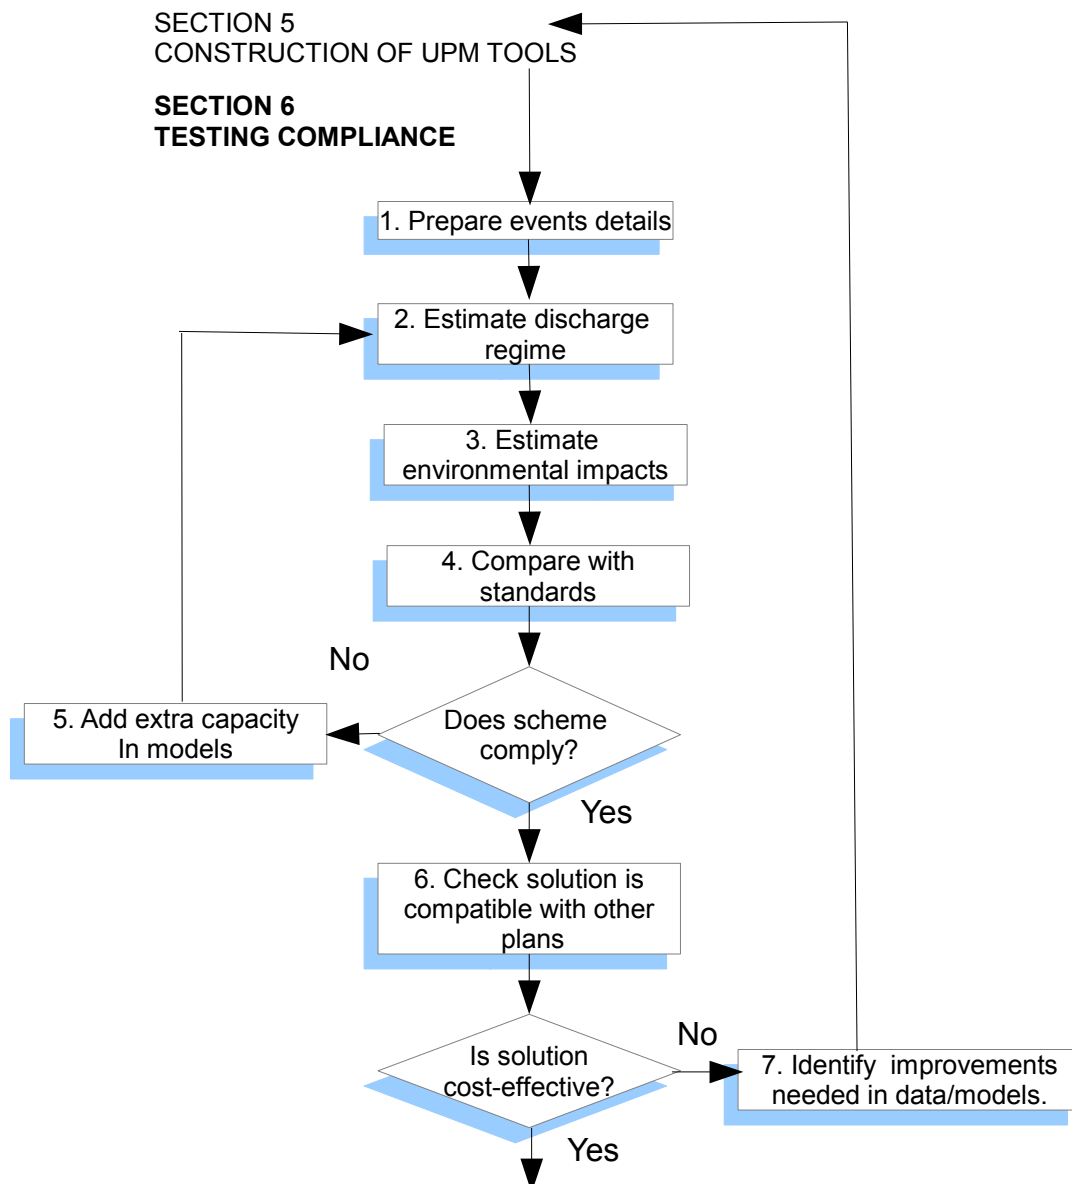 SECTION 5
CONSTRUCTION OF UPM TOOLS
SECTION 6
TESTING COMPLIANCE
1. Prepare events details
2. Estimate discharge
regime
3. Estimate
environmental impacts
4. Compare with
standards
No
Does scheme
comply?
5. Add extra capacity
In models
Yes
6. Check solution is
compatible with other
plans
Is solution
cost-effective?
No
7. Identify improvements
needed in data/models.
Yes